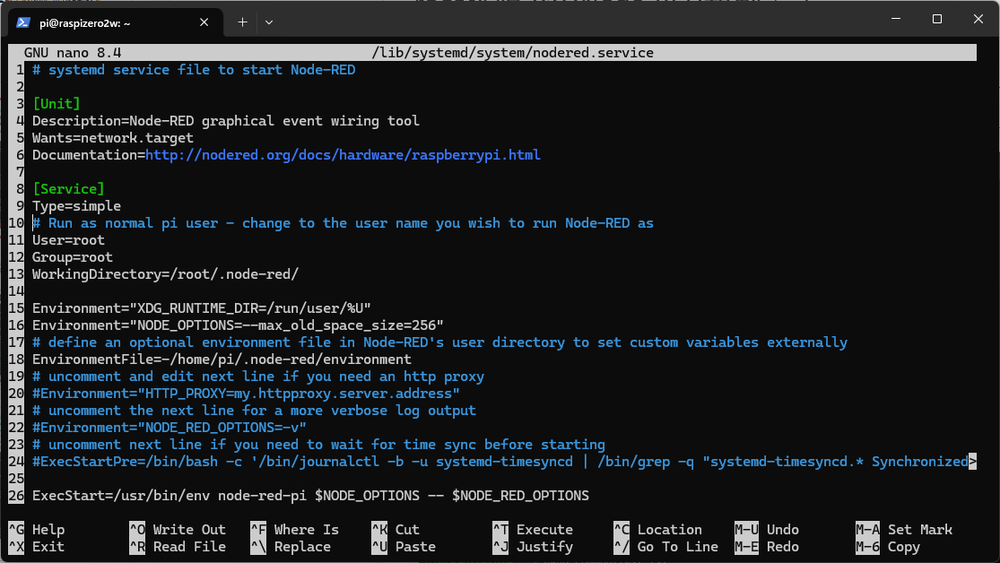 pi@raspizero2w: ~
GNU nano 8.4 /lib/systemd/system/nodered.service
1 # systemd service file to start Node-RED
2
3 [Unit]
4 Description=Node-RED graphical event wiring tool
5 Wants=network.target
6 Documentation=http://nodered.org/docs/hardware/raspberrypi.html
7
8 [Service]
9 Type=simple
10 # Run as normal pi user - change to the user name you wish to run Node-RED as
11 User=root
12 Group=root
13 WorkingDirectory=/root/.node-red/
14
15 Environment="XDG_RUNTIME_DIR=/run/user/%U"
16 Environment="NODE_OPTIONS=--max_old_space_size=256"
17 # define an optional environment file in Node-RED's user directory to set custom variables externally
18 EnvironmentFile=-/home/pi/.node-red/environment
19 # uncomment and edit next line if you need an http proxy
20 #Environment="HTTP_PROXY=my.httpproxy.server.address"
21 # uncomment the next line for a more verbose log output
22 #Environment="NODE_RED_OPTIONS=-v"
23 # uncomment next line if you need to wait for time sync before starting
24 #ExecStartPre=/bin/bash -c '/bin/journalctl -b -u systemd-timesyncd | /bin/grep -q "systemd-timesyncd.* Synchronized>
25
26 ExecStart=/usr/bin/env node-red-pi $NODE_OPTIONS -- $NODE_RED_OPTIONS
^G Help ^O Write Out ^F Where Is ^K Cut ^T Execute ^C Location M-U Undo M-A Set Mark
^X Exit ^R Read File ^\ Replace ^U Paste ^J Justify ^/ Go To Line M-E Redo M-6 Copy